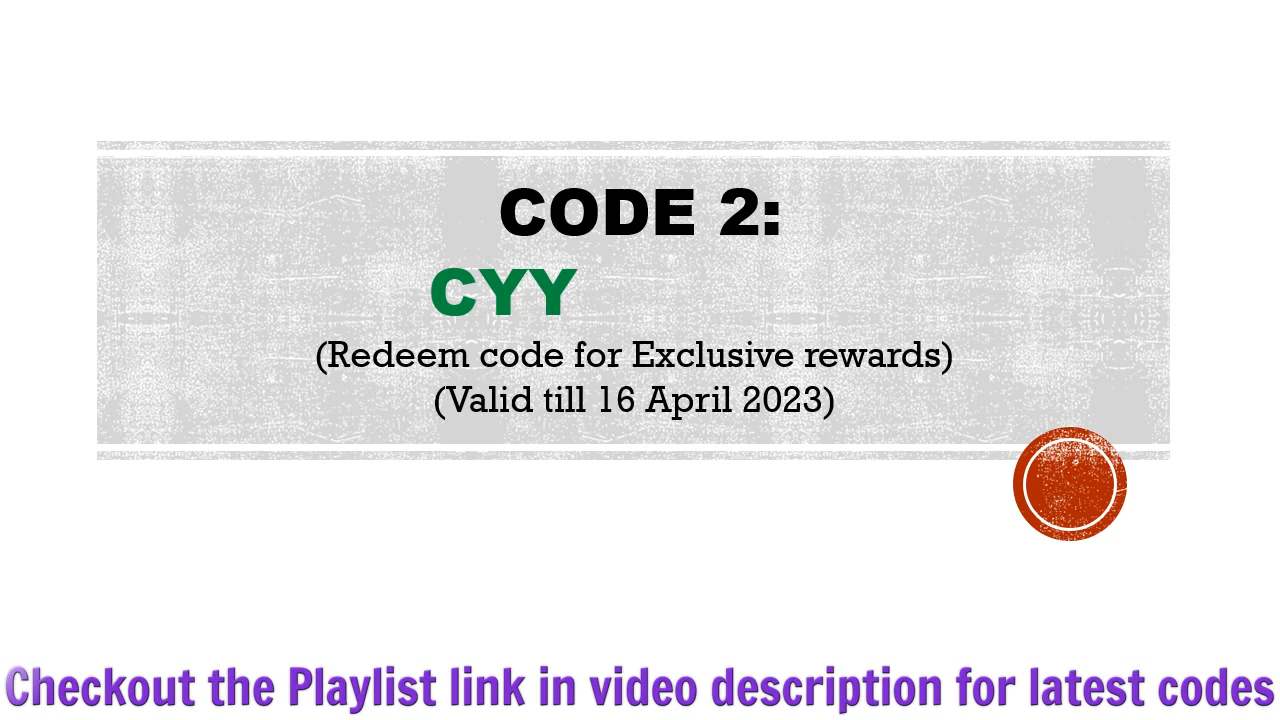 CODE 2:
CYY
(Redeem code for Exclusive rewards)
(Valid till 16 April 2023)
Checkout the Playlist link in video description for latest codes